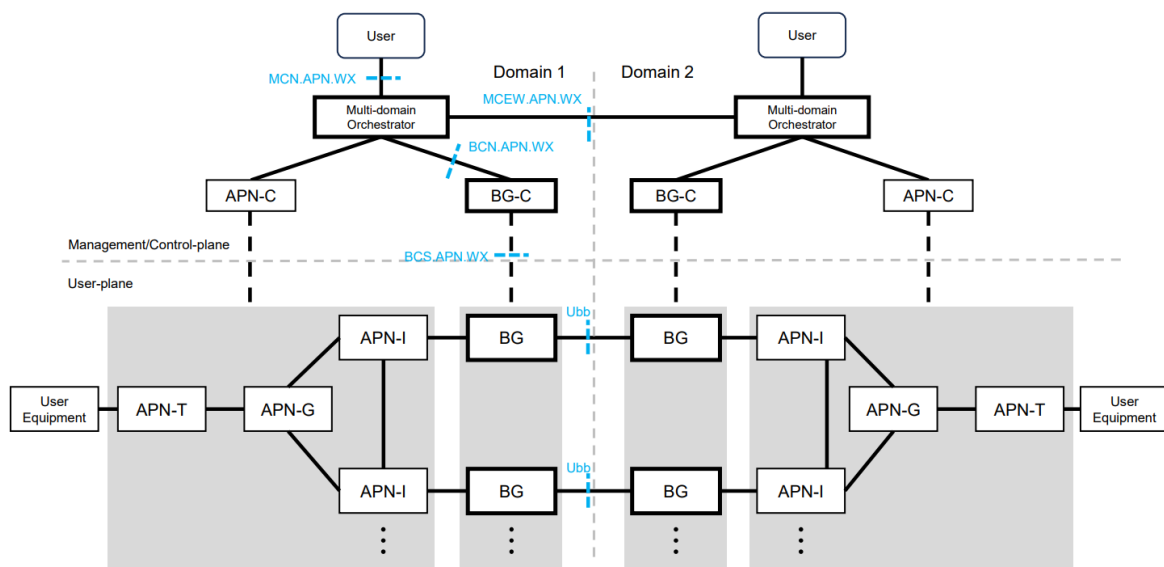 User
User
MCN.APN.WX
Domain 1
Domain 2
MCEW.APN.WX
Multi-domain
Orchestrator
Multi-domain
Orchestrator
BCN.APN.WX
APN-C
BG-C
BG-C
APN-C
Management/Control-plane
BCS.APN.WX
User-plane
Ubb
APN-I
BG
BG
APN-I
User
Equipment
APN-T
APN-G
APN-G
APN-T
User
Equipment
Ubb
APN-I
BG
BG
APN-I